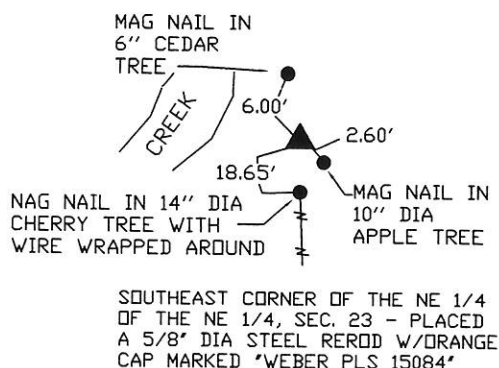 MAG NAIL IN
6" CEDAR
TREE
CREEK
6.00'
2.60'
18.65'
NAG NAIL IN 14" DIA
CHERRY TREE WITH
WIRE WRAPPED AROUND
MAG NAIL IN
10" DIA
APPLE TREE
SOUTHEAST CORNER OF THE NE 1/4
OF THE NE 1/4, SEC. 23 - PLACED
A 5/8" DIA STEEL REROD W/ORANGE
CAP MARKED "WEBER PLS 15084"